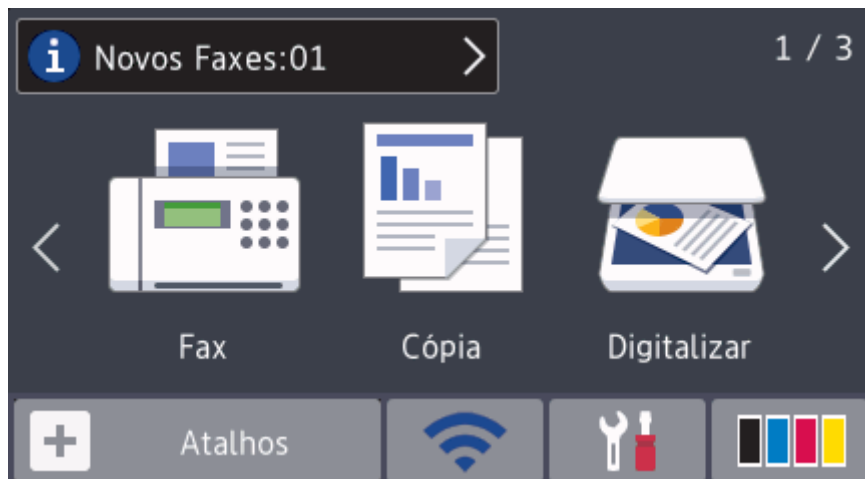 Novos Faxes:01
1 / 3
Fax
Cópia
Digitalizar
Atalhos